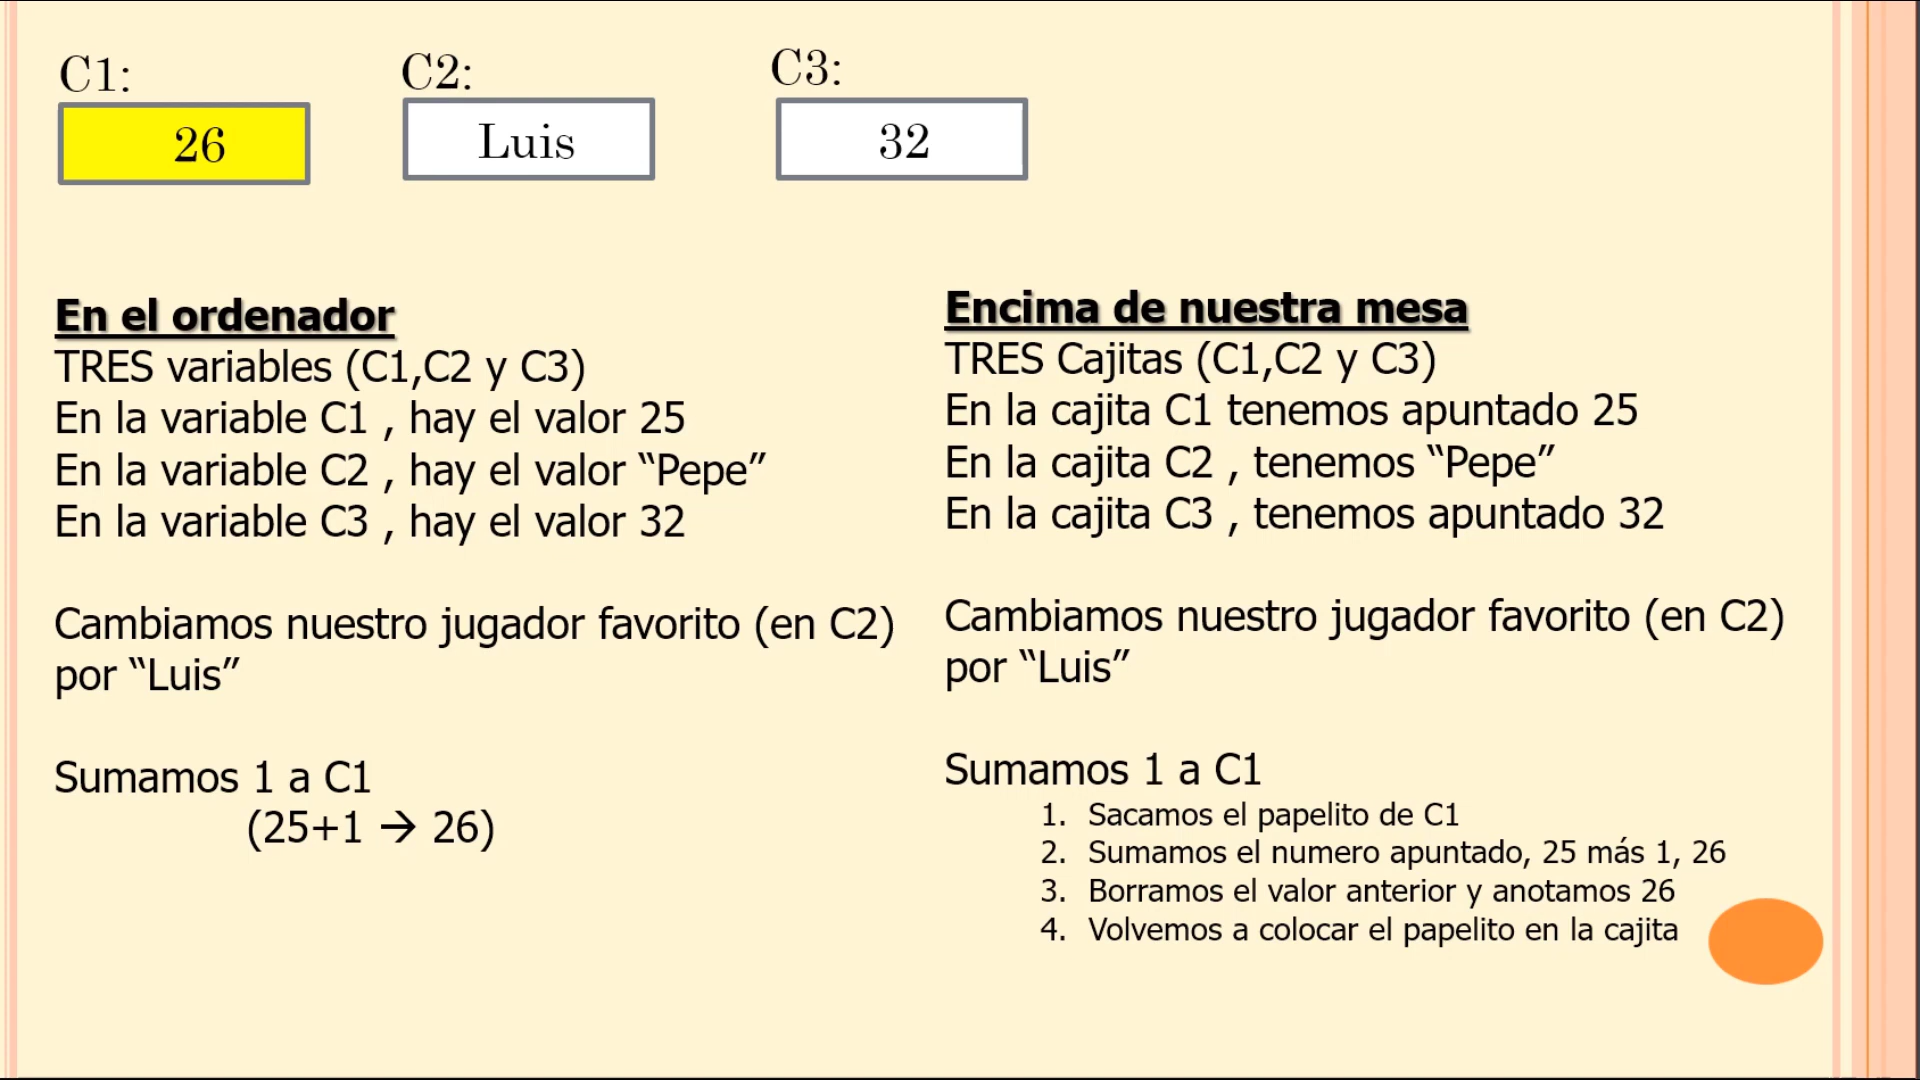 C1:
C2:
C3:
26
Luis
32
En el ordenador
TRES variables (C1,C2 y C3)
En la variable C1 , hay el valor 25
En la variable C2 , hay el valor “Pepe”
En la variable C3 , hay el valor 32
Cambiamos nuestro jugador favorito (en C2)
por “Luis”
Sumamos 1 a C1
(25+1 → 26)
Encima de nuestra mesa
TRES Cajitas (C1,C2 y C3)
En la cajita C1 tenemos apuntado 25
En la cajita C2 , tenemos “Pepe”
En la cajita C3 , tenemos apuntado 32
Cambiamos nuestro jugador favorito (en C2)
por “Luis”
Sumamos 1 a C1
1. Sacamos el papelito de C1
2. Sumamos el numero apuntado, 25 más 1, 26
3. Borramos el valor anterior y anotamos 26
4. Volvemos a colocar el papelito en la cajita